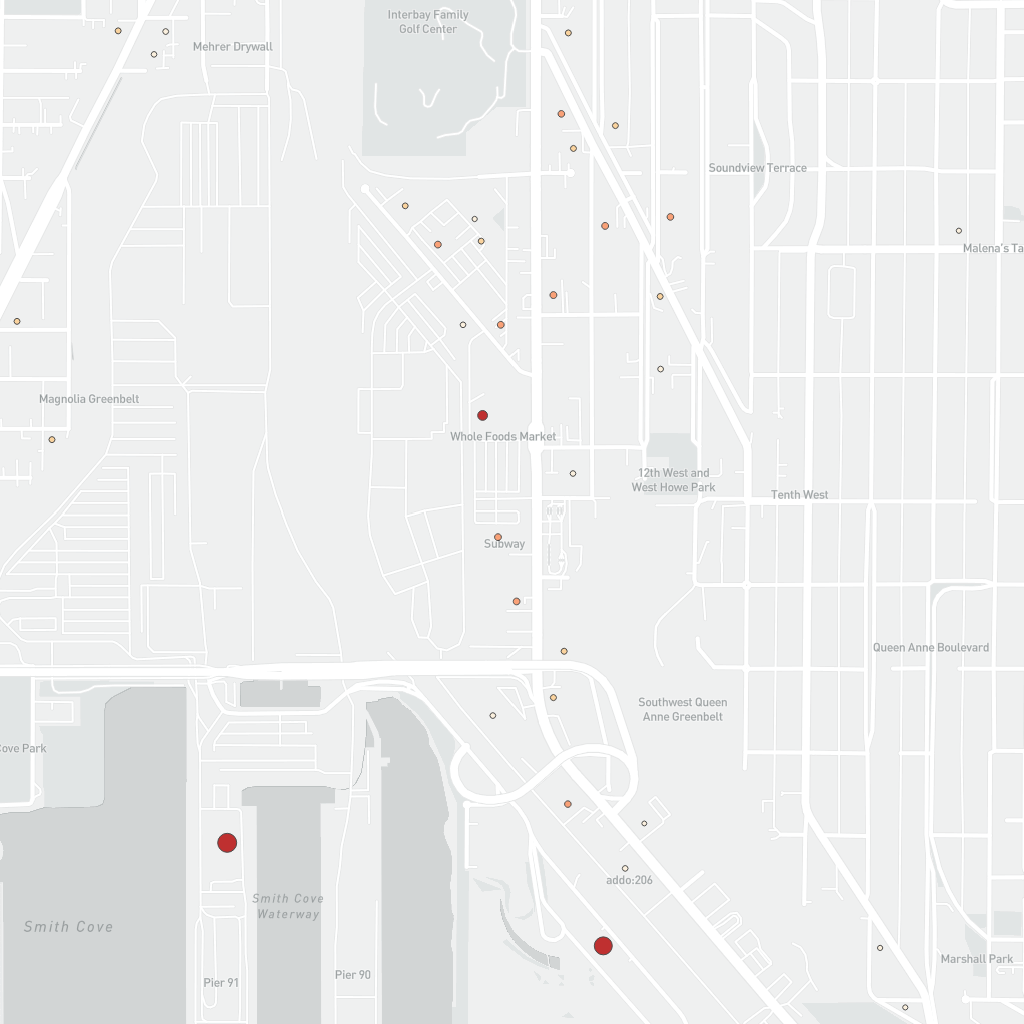 Interbay Family
Golf Center
Mehrer Drywall
Soundview Terrace
Malena's Ta
Magnolia Greenbelt
Whole Foods Market
12th West and
West Howe Park
Tenth West
Subway
Queen Anne Boulevard
Southwest Queen
Anne Greenbelt
Cove Park
addo:206
Smith Cove
Waterway
Smith Cove
Marshall Park
Pier 90
Pier 91